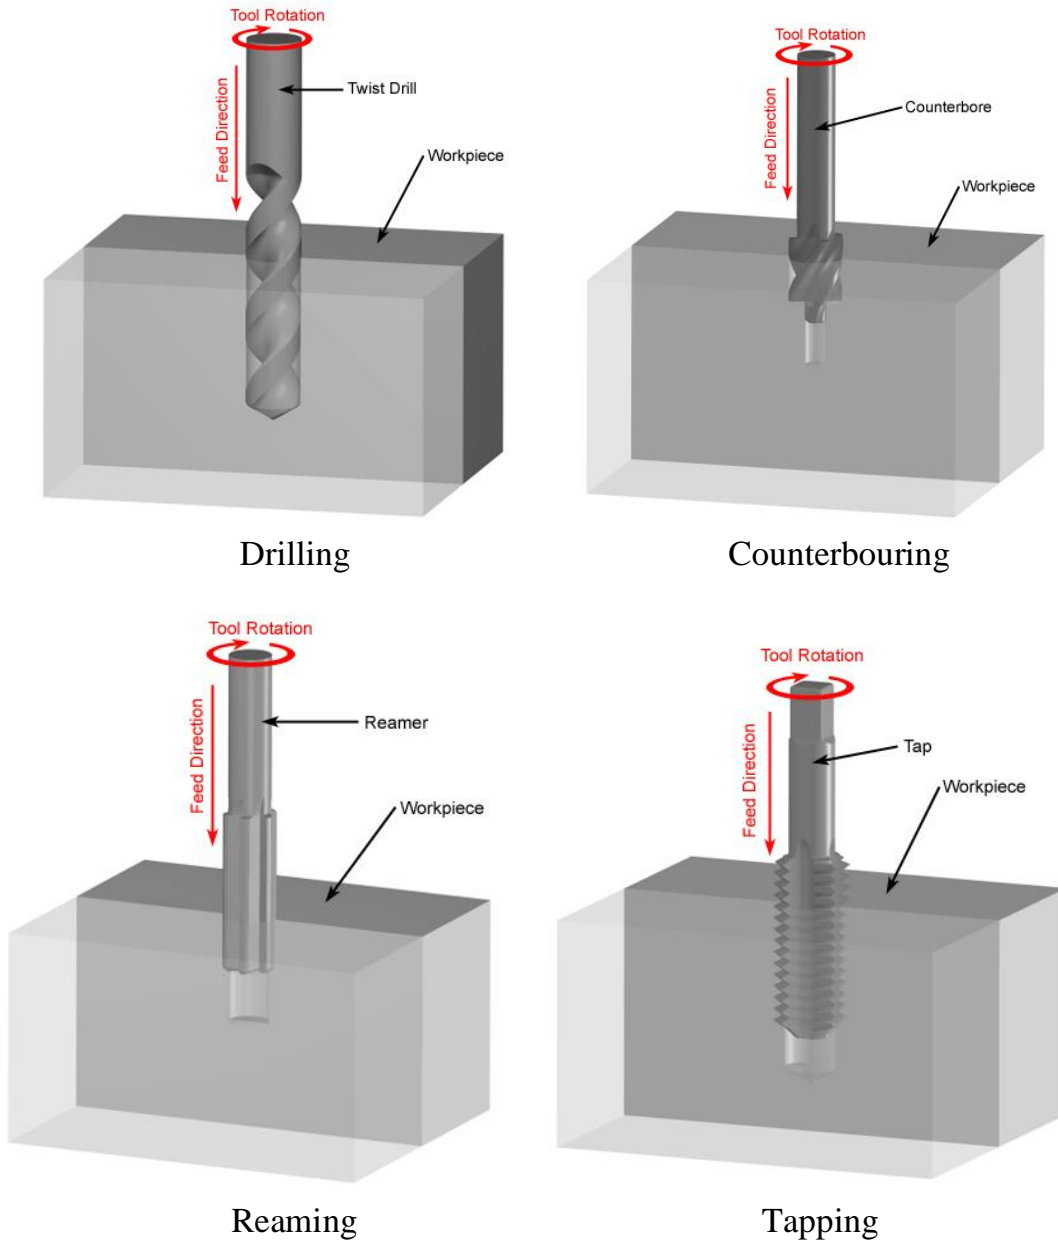 Tool Rotation
Feed Direction
Twist Drill
Workpiece
Drilling
Tool Rotation
Feed Direction
Counterbore
Workpiece
Counterbouring
Tool Rotation
Feed Direction
Reamer
Workpiece
Reaming
Tool Rotation
Feed Direction
Tap
Workpiece
Tapping